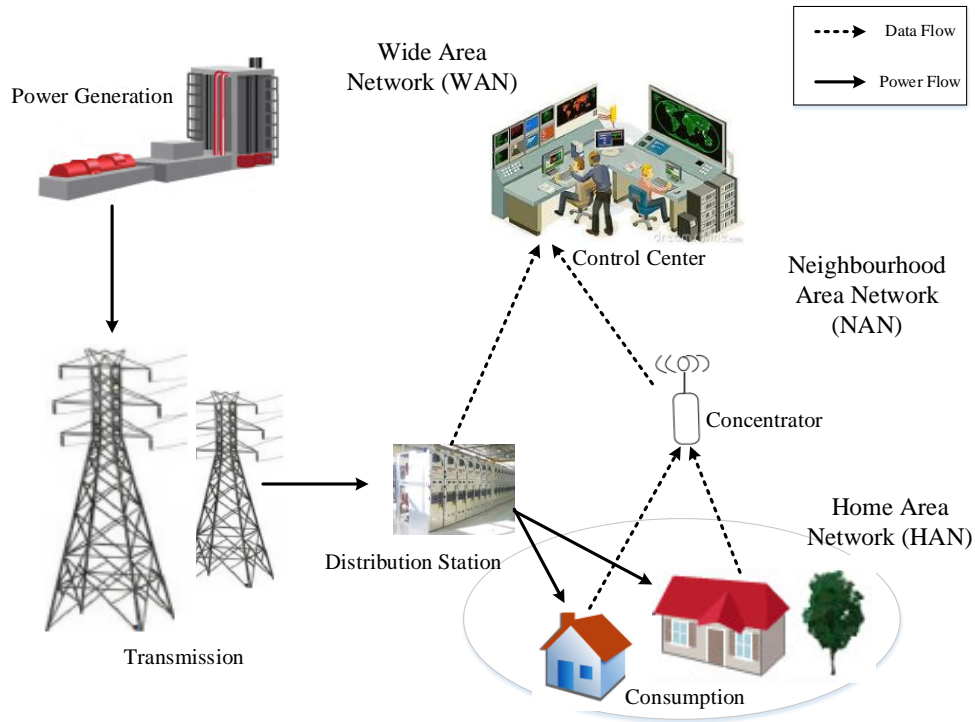 Wide Area
Network (WAN)
Data Flow
Power Flow
Power Generation
Control Center
Neighbourhood
Area Network
(NAN)
Concentrator
Home Area
Network (HAN)
Distribution Station
Transmission
Consumption